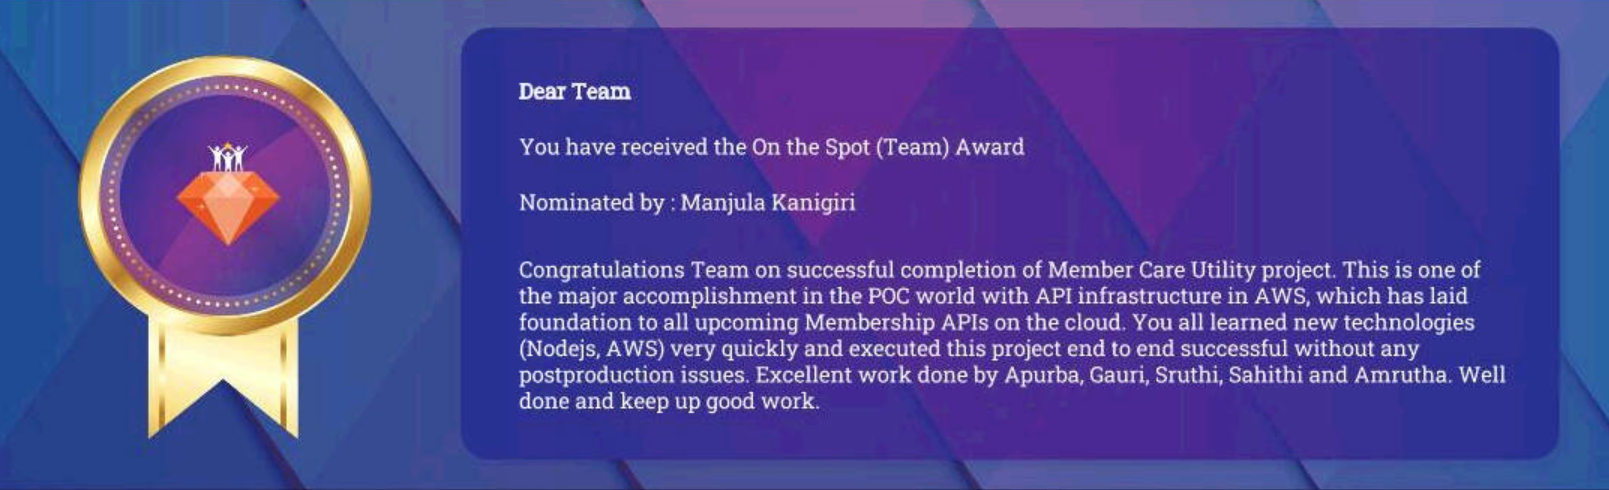 Dear Team
You have received the On the Spot (Team) Award
Nominated by : Manjula Kanigiri
Congratulations Team on successful completion of Member Care Utility project. This is one of
the major accomplishment in the POC world with API infrastructure in AWS, which has laid
foundation to all upcoming Membership APIs on the cloud. You all learned new technologies
(Nodejs, AWS) very quickly and executed this project end to end successful without any
postproduction issues. Excellent work done by Apurba, Gauri, Sruthi, Sahithi and Amrutha. Well
done and keep up good work.